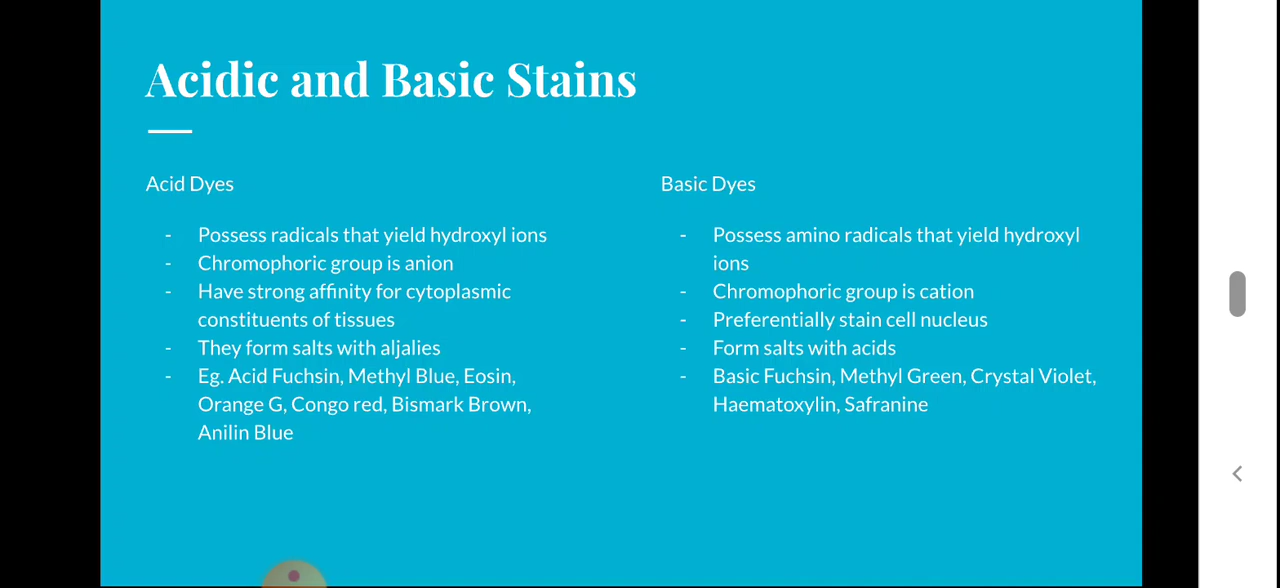 Acidic and Basic Stains
Acid Dyes
- Possess radicals that yield hydroxyl ions
- Chromophoric group is anion
- Have strong affinity for cytoplasmic
constituents of tissues
- They form salts with aljalies
- Eg. Acid Fuchsin, Methyl Blue, Eosin,
Orange G, Congo red, Bismark Brown,
Anilin Blue
Basic Dyes
- Possess amino radicals that yield hydroxyl
ions
- Chromophoric group is cation
- Preferentially stain cell nucleus
- Form salts with acids
- Basic Fuchsin, Methyl Green, Crystal Violet,
Haematoxylin, Safranine